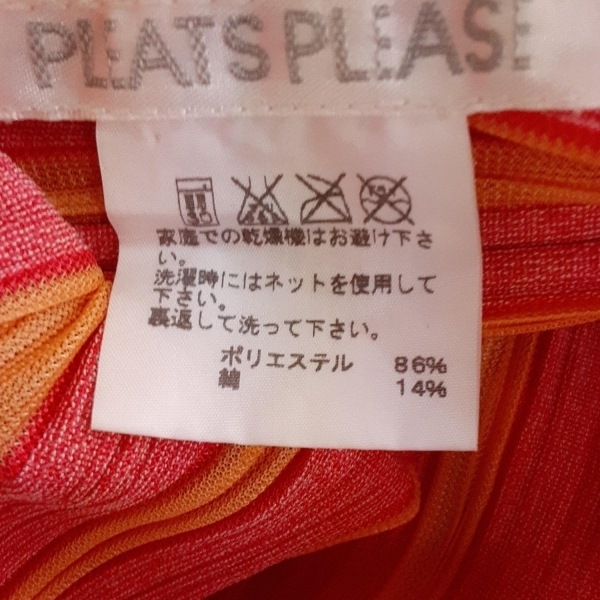 PLEATS PLEASE
家庭での乾燥機はお避け下さ
い。
洗濯時にはネットを使用して
下さい。
裏返して洗って下さい。
ポリエステル 86%
綿 14%